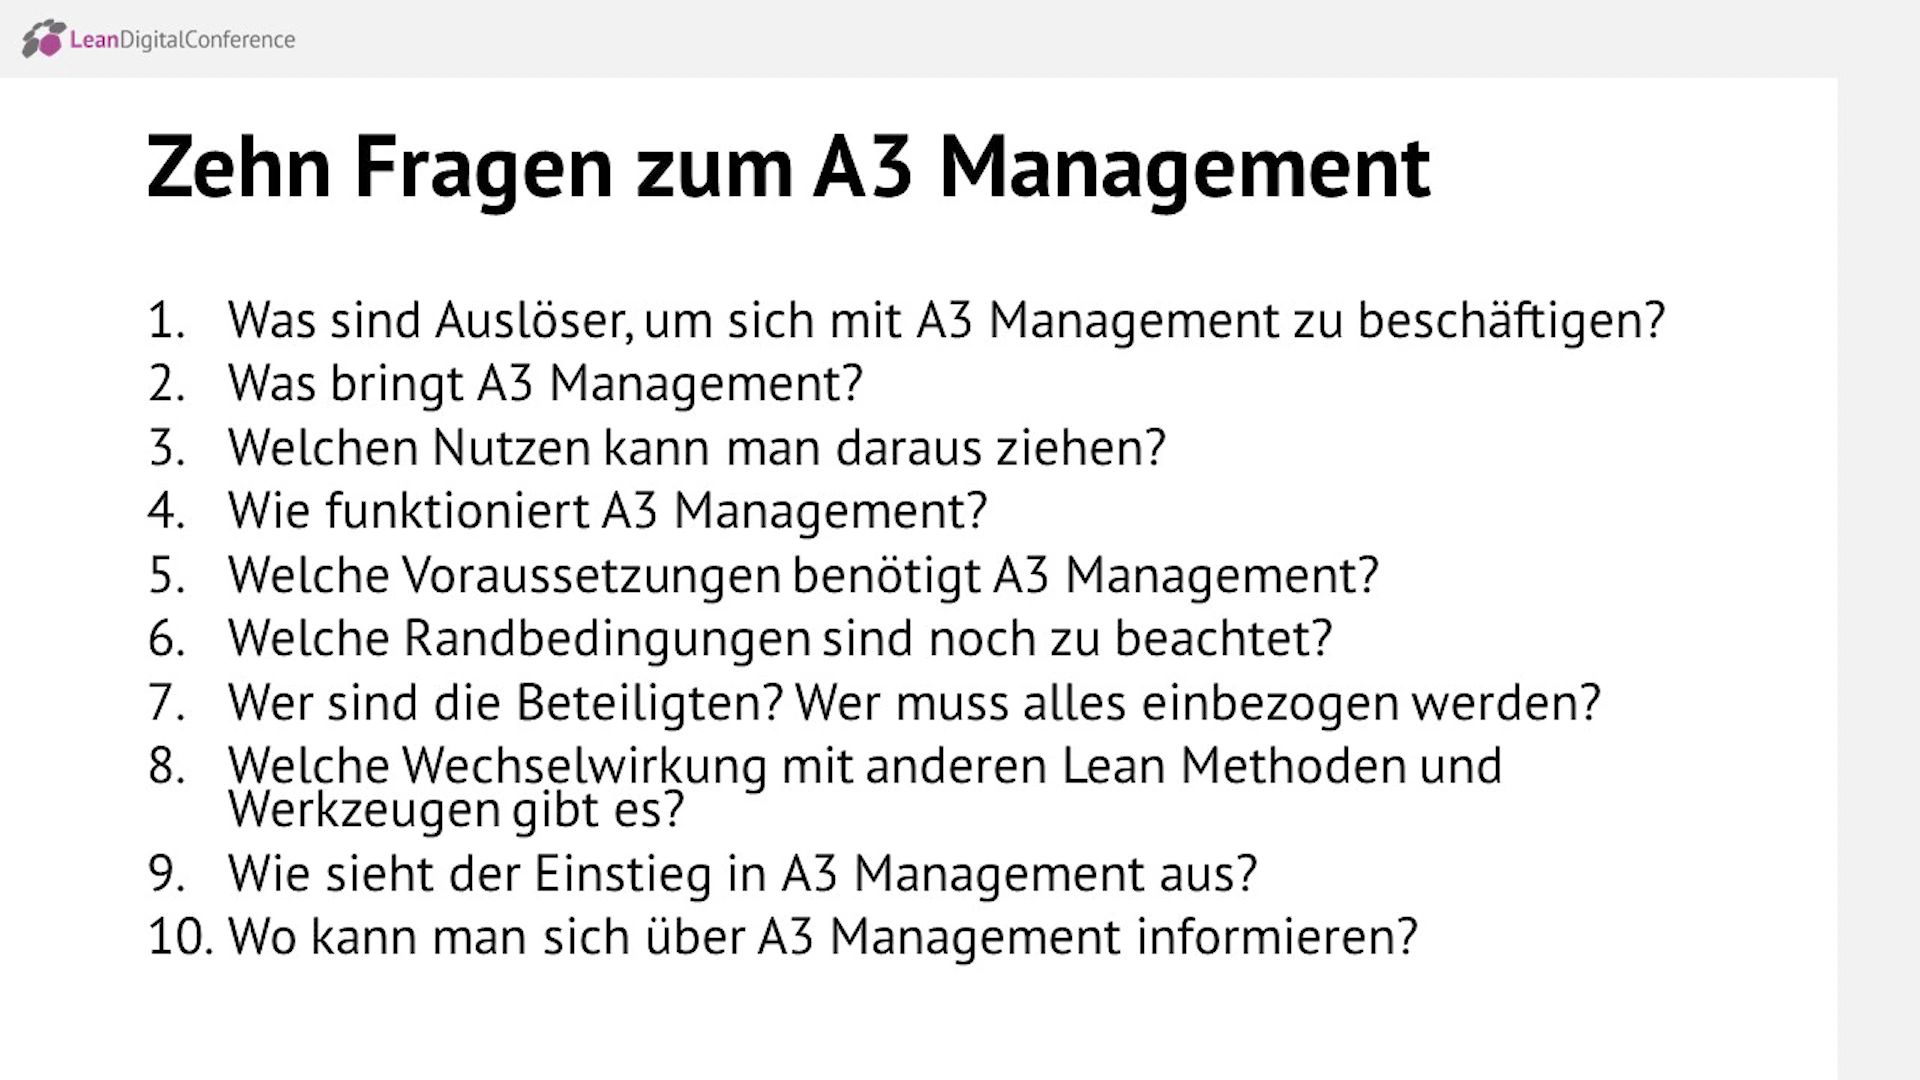 LeanDigitalConference
Zehn Fragen zum A3 Management
1. Was sind Auslöser, um sich mit A3 Management zu beschäftigen?
2. Was bringt A3 Management?
3. Welchen Nutzen kann man daraus ziehen?
4. Wie funktioniert A3 Management?
5. Welche Voraussetzungen benötigt A3 Management?
6. Welche Randbedingungen sind noch zu beachtet?
7. Wer sind die Beteiligten? Wer muss alles einbezogen werden?
8. Welche Wechselwirkung mit anderen Lean Methoden und
Werkzeugen gibt es?
9. Wie sieht der Einstieg in A3 Management aus?
10. Wo kann man sich über A3 Management informieren?